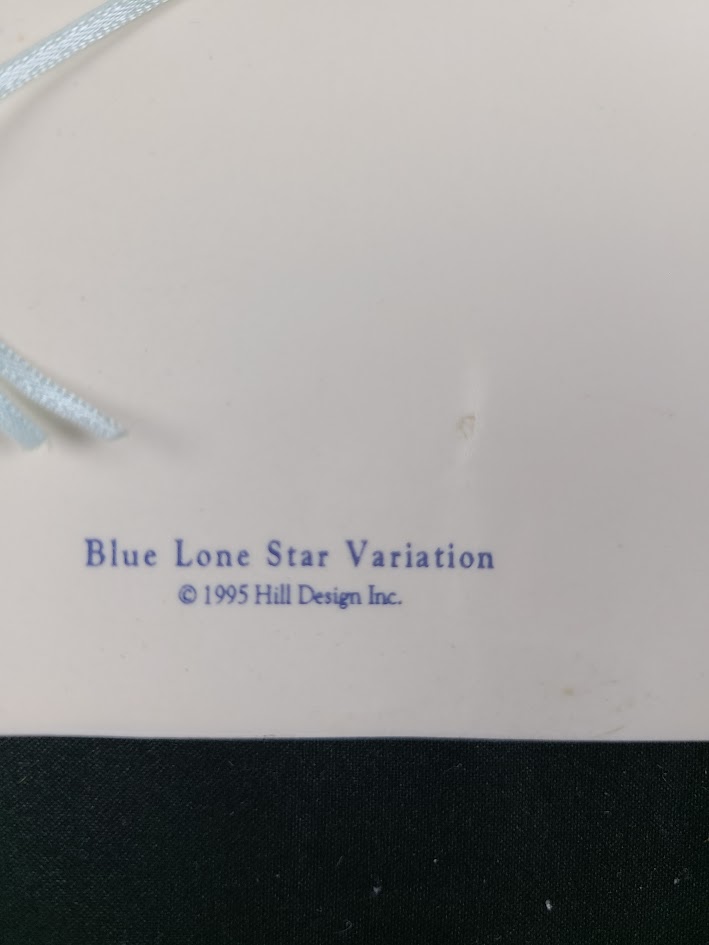 Blue Lone Star Variation
© 1995 Hill Design Inc.